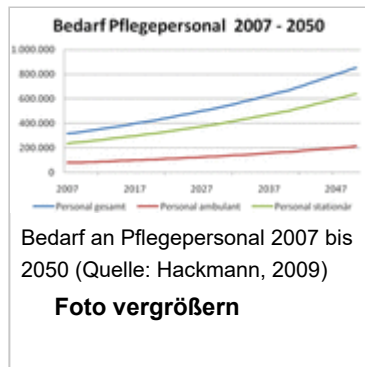 Bedarf Pflegepersonal 2007 - 2050
1.000.000
800.000
600.000
400.000
200.000
0
2007 2017 2027 2037 2047
Personal gesamt Personal ambulant Personal stationär
Bedarf an Pflegepersonal 2007 bis
2050 (Quelle: Hackmann, 2009)
Foto vergrößern